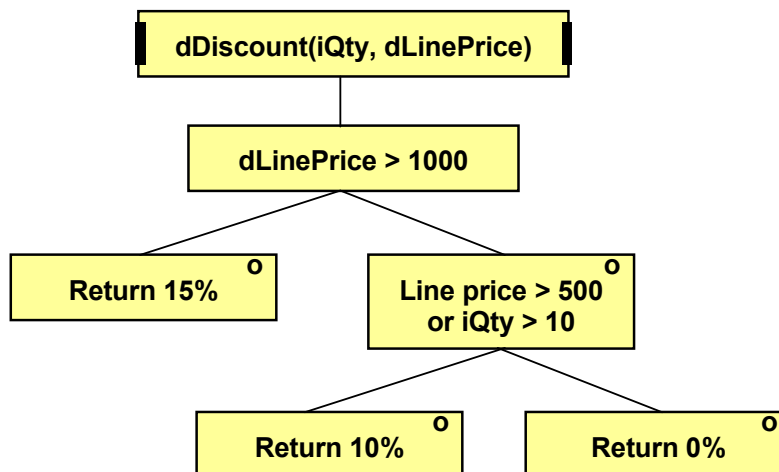 dDiscount(iQty, dLinePrice)
dLinePrice > 1000
o
Return 15%
o
Line price > 500
or iQty > 10
o
Return 10%
o
Return 0%